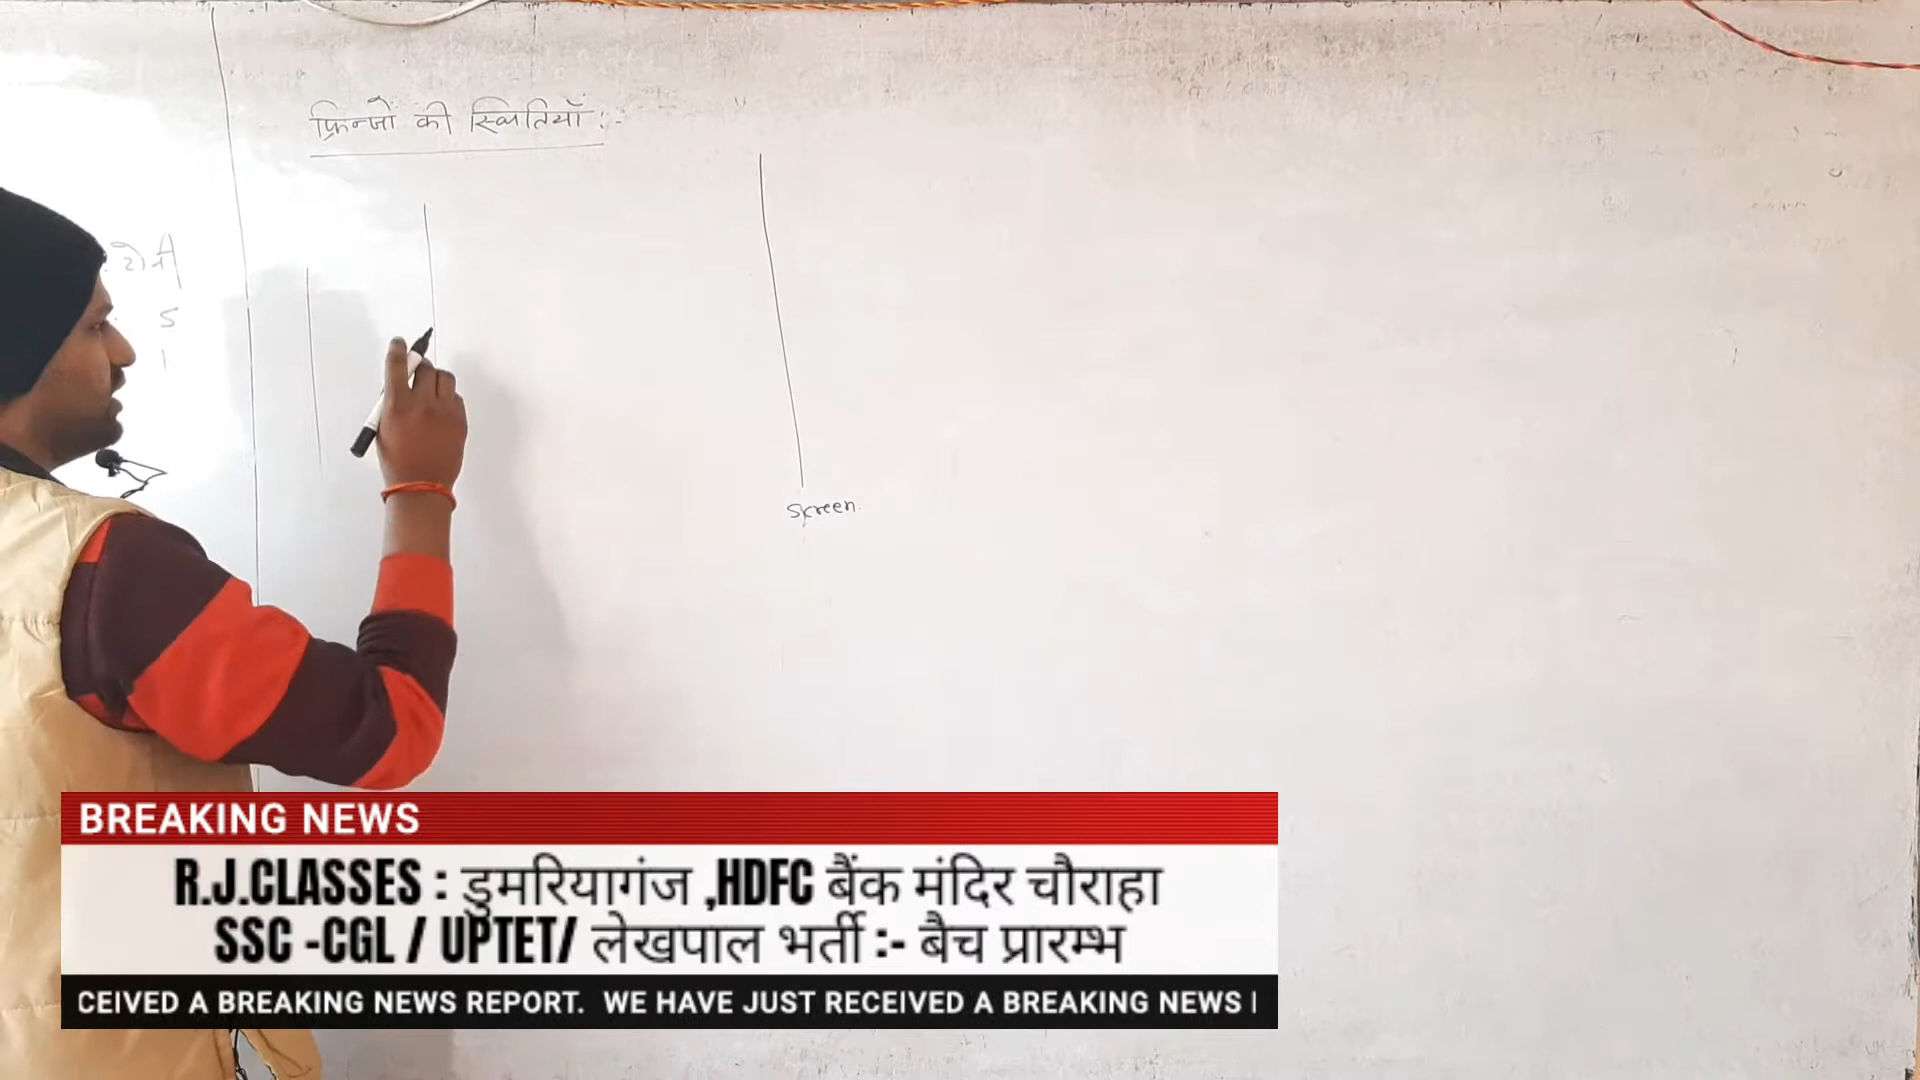 फ्रिन्जो की स्थितियाँ :-
screen
BREAKING NEWS
R.J.CLASSES : डुमरियागंज ,HDFC बैंक मंदिर चौराहा
SSC -CGL / UPTET/ लेखपाल भर्ती :- बैच प्रारम्भ
CEIVED A BREAKING NEWS REPORT. WE HAVE JUST RECEIVED A BREAKING NEWS